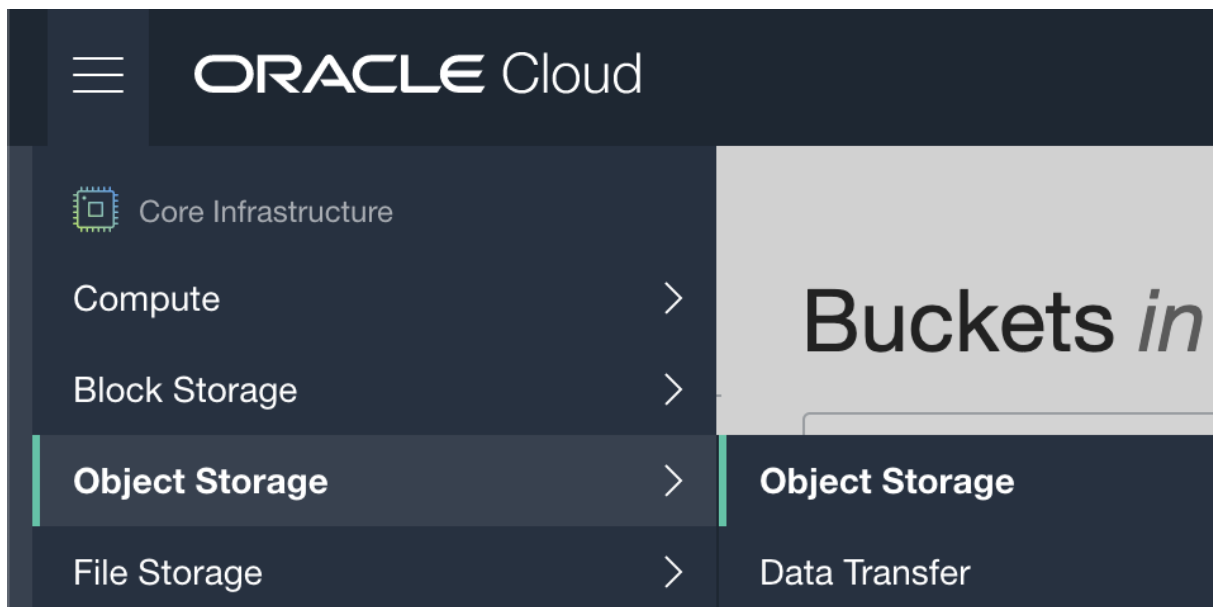 ORACLE Cloud
Core Infrastructure
Compute
Block Storage
Object Storage
File Storage
Buckets in
Object Storage
Data Transfer